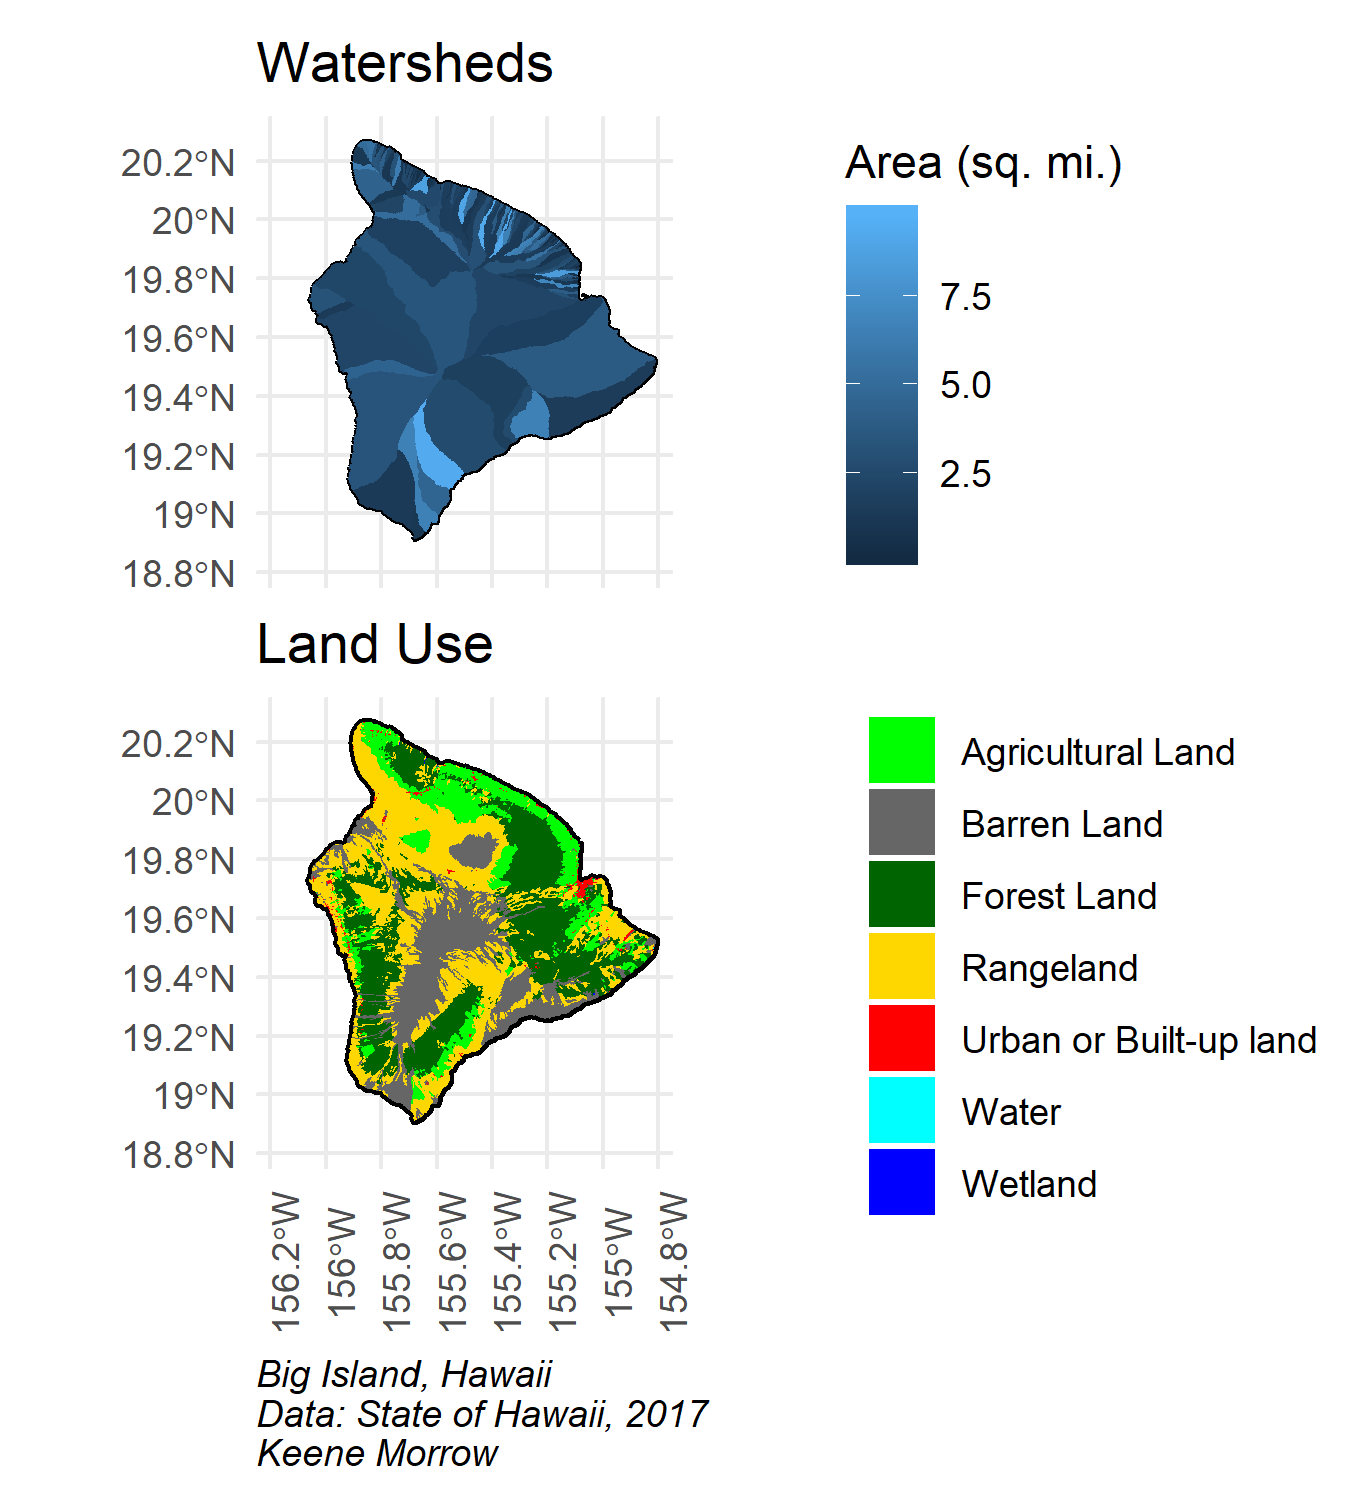 Watersheds
20.2°N
20°N
19.8°N
19.6°N
19.4°N
19.2°N
19°N
18.8°N
Area (sq. mi.)
7.5
5.0
2.5
Land Use
20.2°N
20°N
19.8°N
19.6°N
19.4°N
19.2°N
19°N
18.8°N
156.2°W
156°W
155.8°W
155.6°W
155.4°W
155.2°W
155°W
154.8°W
Agricultural Land
Barren Land
Forest Land
Rangeland
Urban or Built-up land
Water
Wetland
Big Island, Hawaii
Data: State of Hawaii, 2017
Keene Morrow